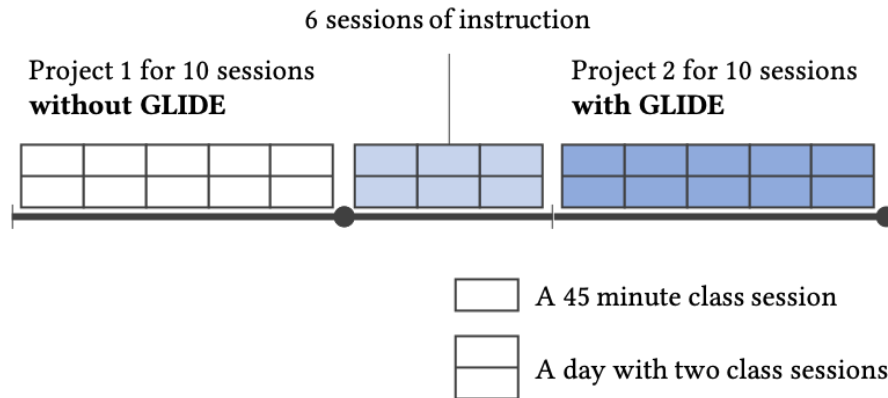 6 sessions of instruction
Project 1 for 10 sessions
without GLIDE
Project 2 for 10 sessions
with GLIDE
A 45 minute class session
A day with two class sessions